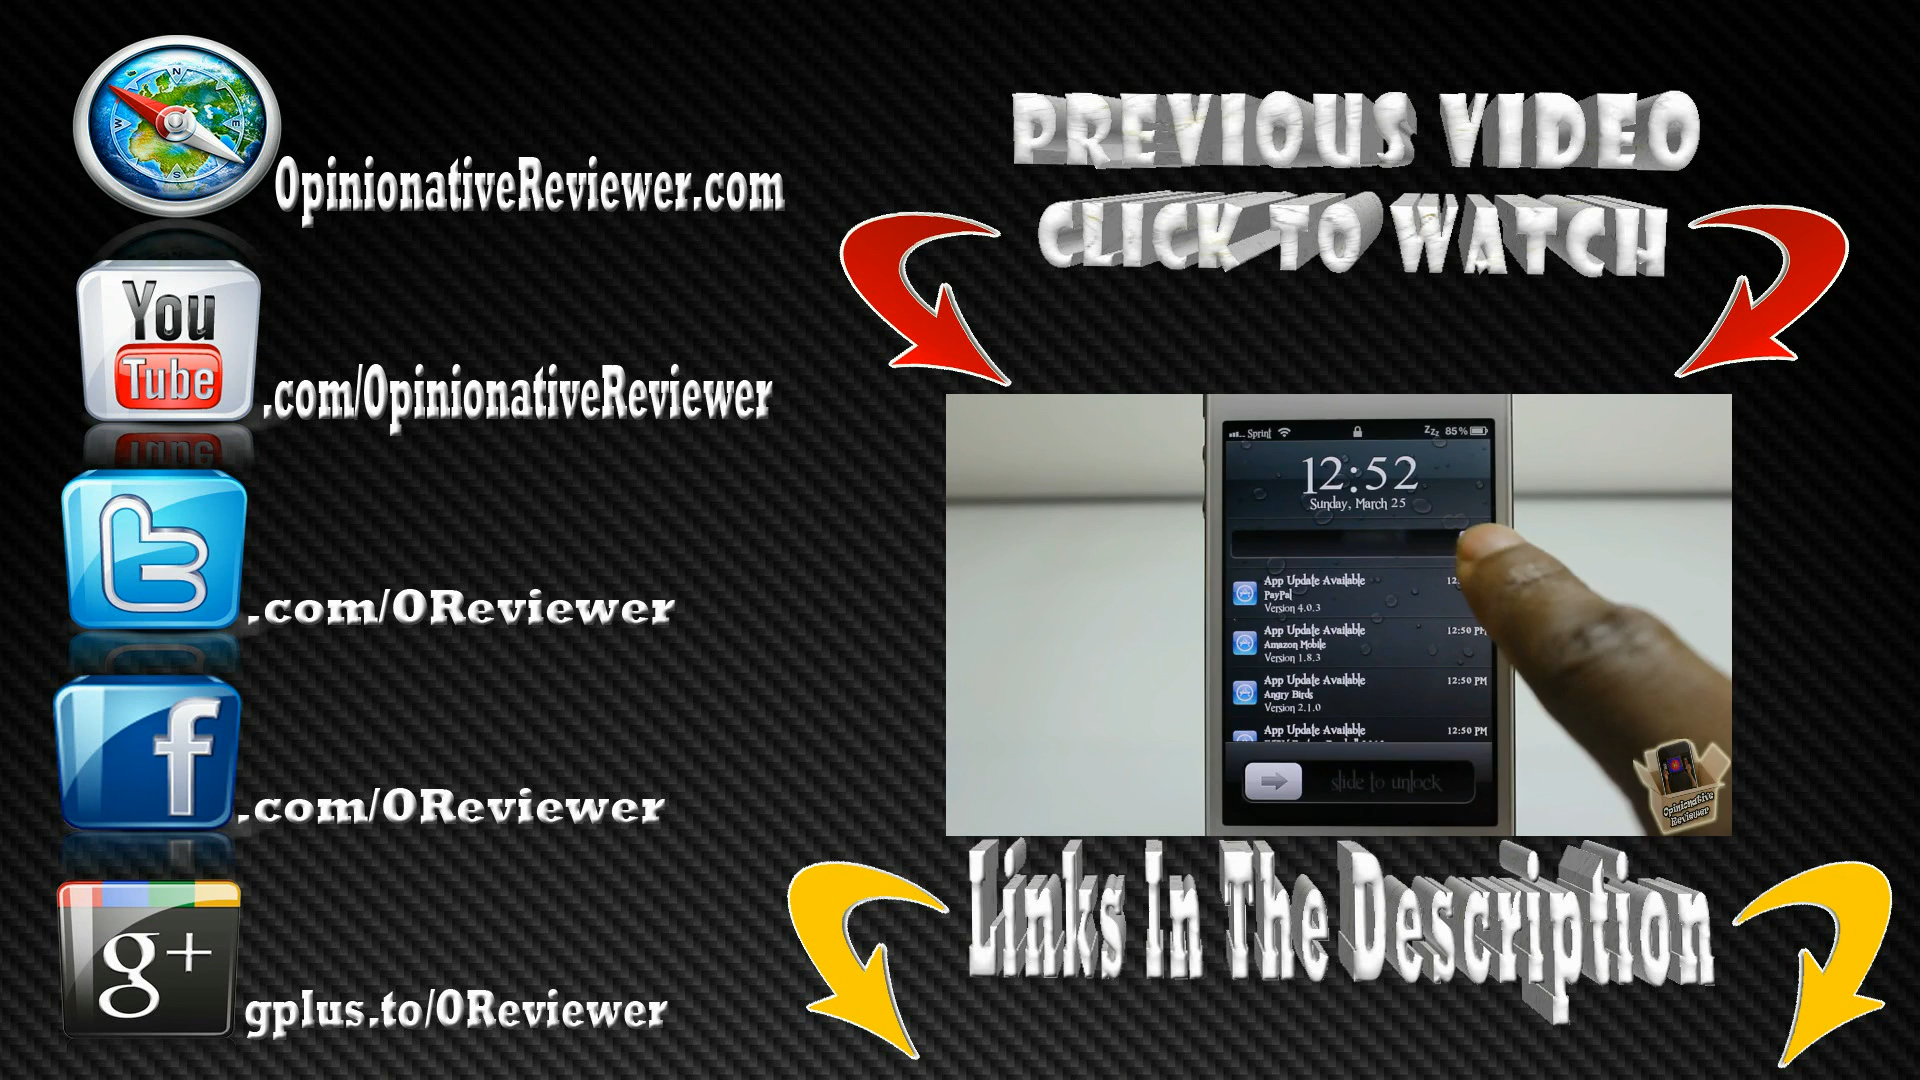 N
W
E
S
OpinionativeReviewer.com
You
Tube
.com/OpinionativeReviewer
t
.com/OReviewer
f
.com/OReviewer
g+
gplus.to/OReviewer
PREVIOUS VIDEO
CLICK TO WATCH
Sprint
zzz 85%
12:52
Sunday, March 25
App Update Available
PayPal
Version 4.0.3
App Update Available 12:50 PM
Amazon Mobile
Version 1.8.3
App Update Available 12:50 PM
Angry Birds
Version 2.1.0
App Update Available 12:50 PM
slide to unlock
Opinionative
Reviewer
Links In The Description